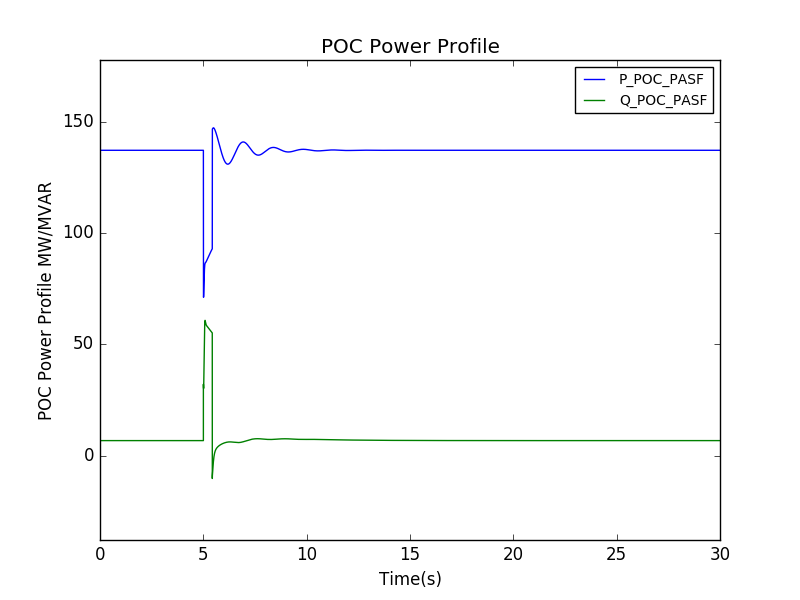 POC Power Profile
P_POC_PASF
Q_POC_PASF
150
100
50
0
POC Power Profile MW/MVAR
0 5 10 15 20 25 30
Time(s)